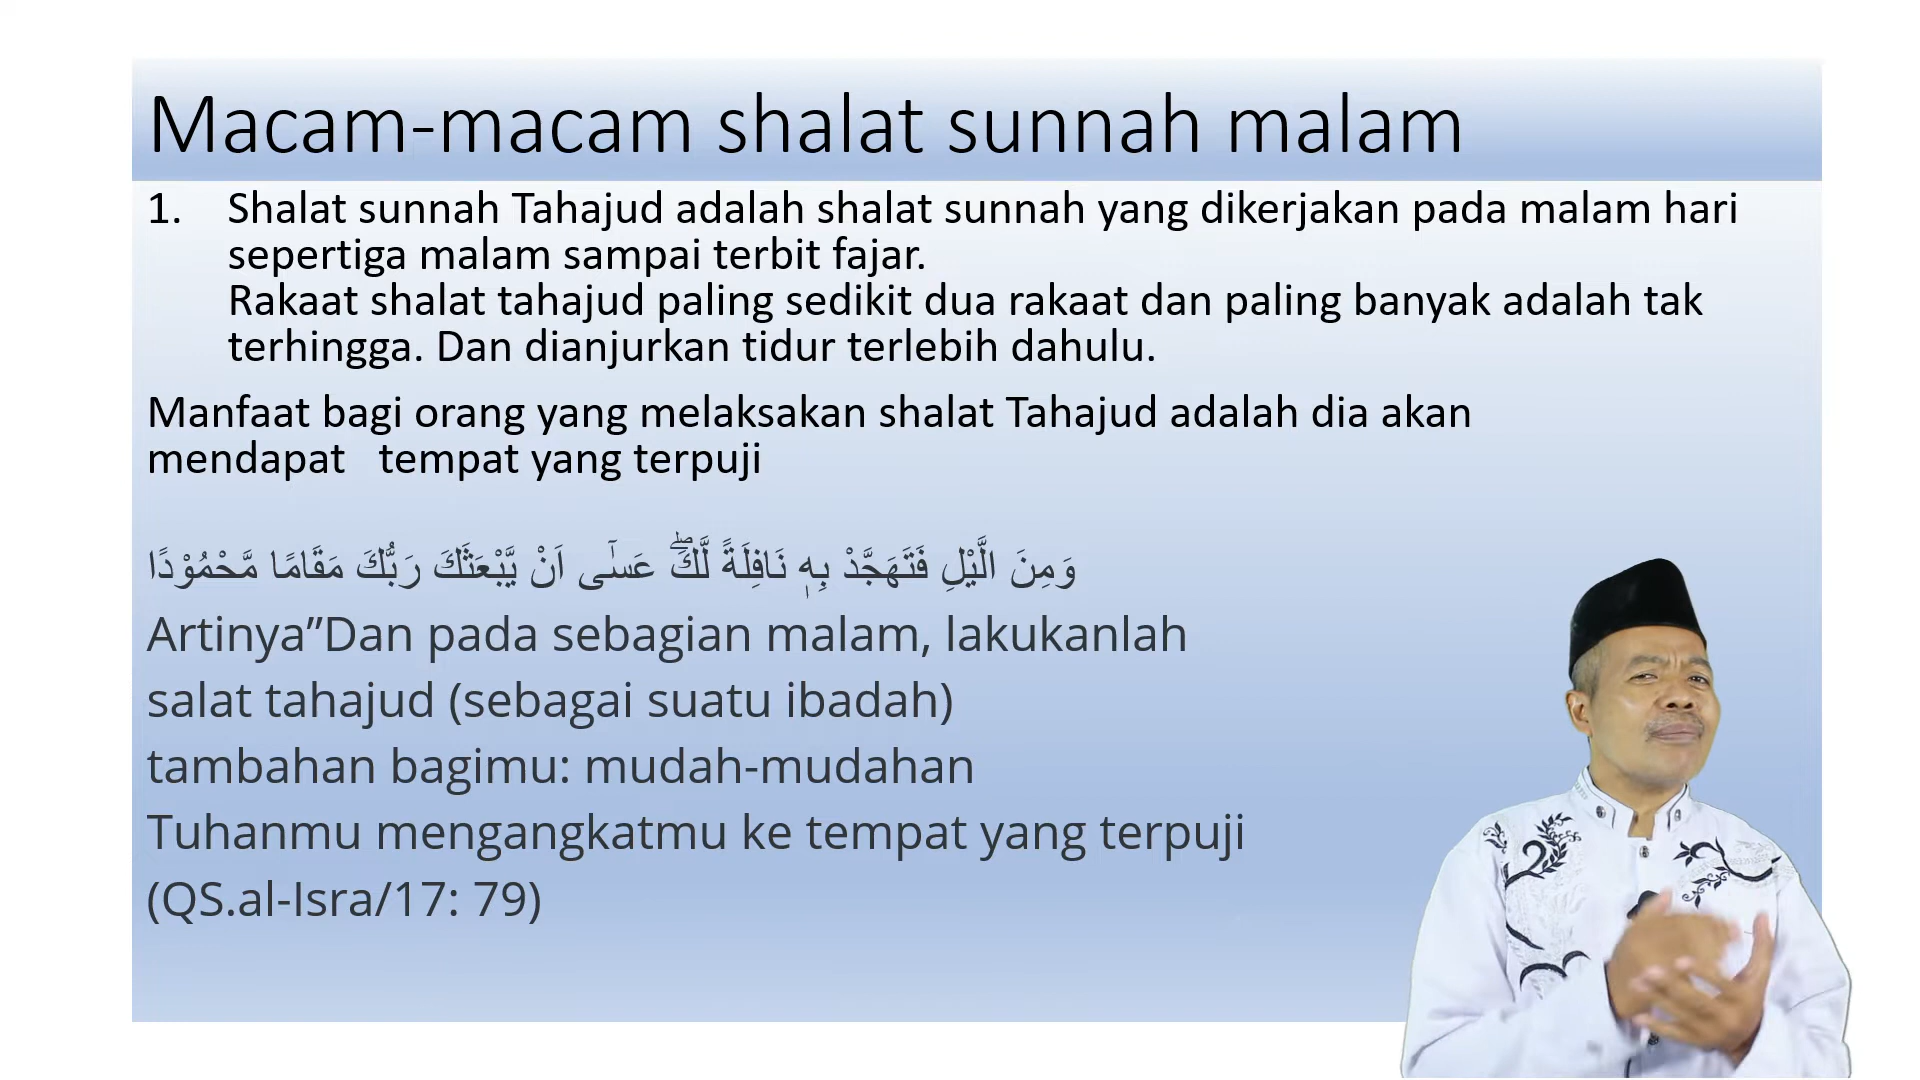 Macam-macam shalat sunnah malam
1. Shalat sunnah Tahajud adalah shalat sunnah yang dikerjakan pada malam hari
sepertiga malam sampai terbit fajar.
Rakaat shalat tahajud paling sedikit dua rakaat dan paling banyak adalah tak
terhingga. Dan dianjurkan tidur terlebih dahulu.
Manfaat bagi orang yang melaksakan shalat Tahajud adalah dia akan
mendapat   tempat yang terpuji
وَمِنَ الَّيْلِ فَتَهَجَّدْ بِهٖ نَافِلَةً لَّكَۖ عَسٰٓى اَنْ يَّبْعَثَكَ رَبُّكَ مَقَامًا مَّحْمُوْدًا
Artinya”Dan pada sebagian malam, lakukanlah
salat tahajud (sebagai suatu ibadah)
tambahan bagimu: mudah-mudahan
Tuhanmu mengangkatmu ke tempat yang terpuji
(QS.al-Isra/17: 79)